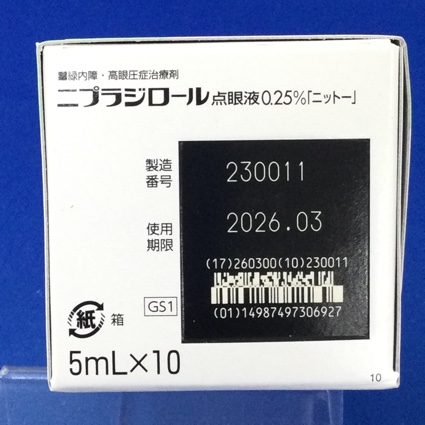 緑内障・高眼圧症治療剤
ニプラジロール点眼液0.25%「ニットー」
製造番号 230011
使用期限 2026.03
(17)260300(10)230011
GS1
(01)14987497306927
紙 箱
5mL×10
10